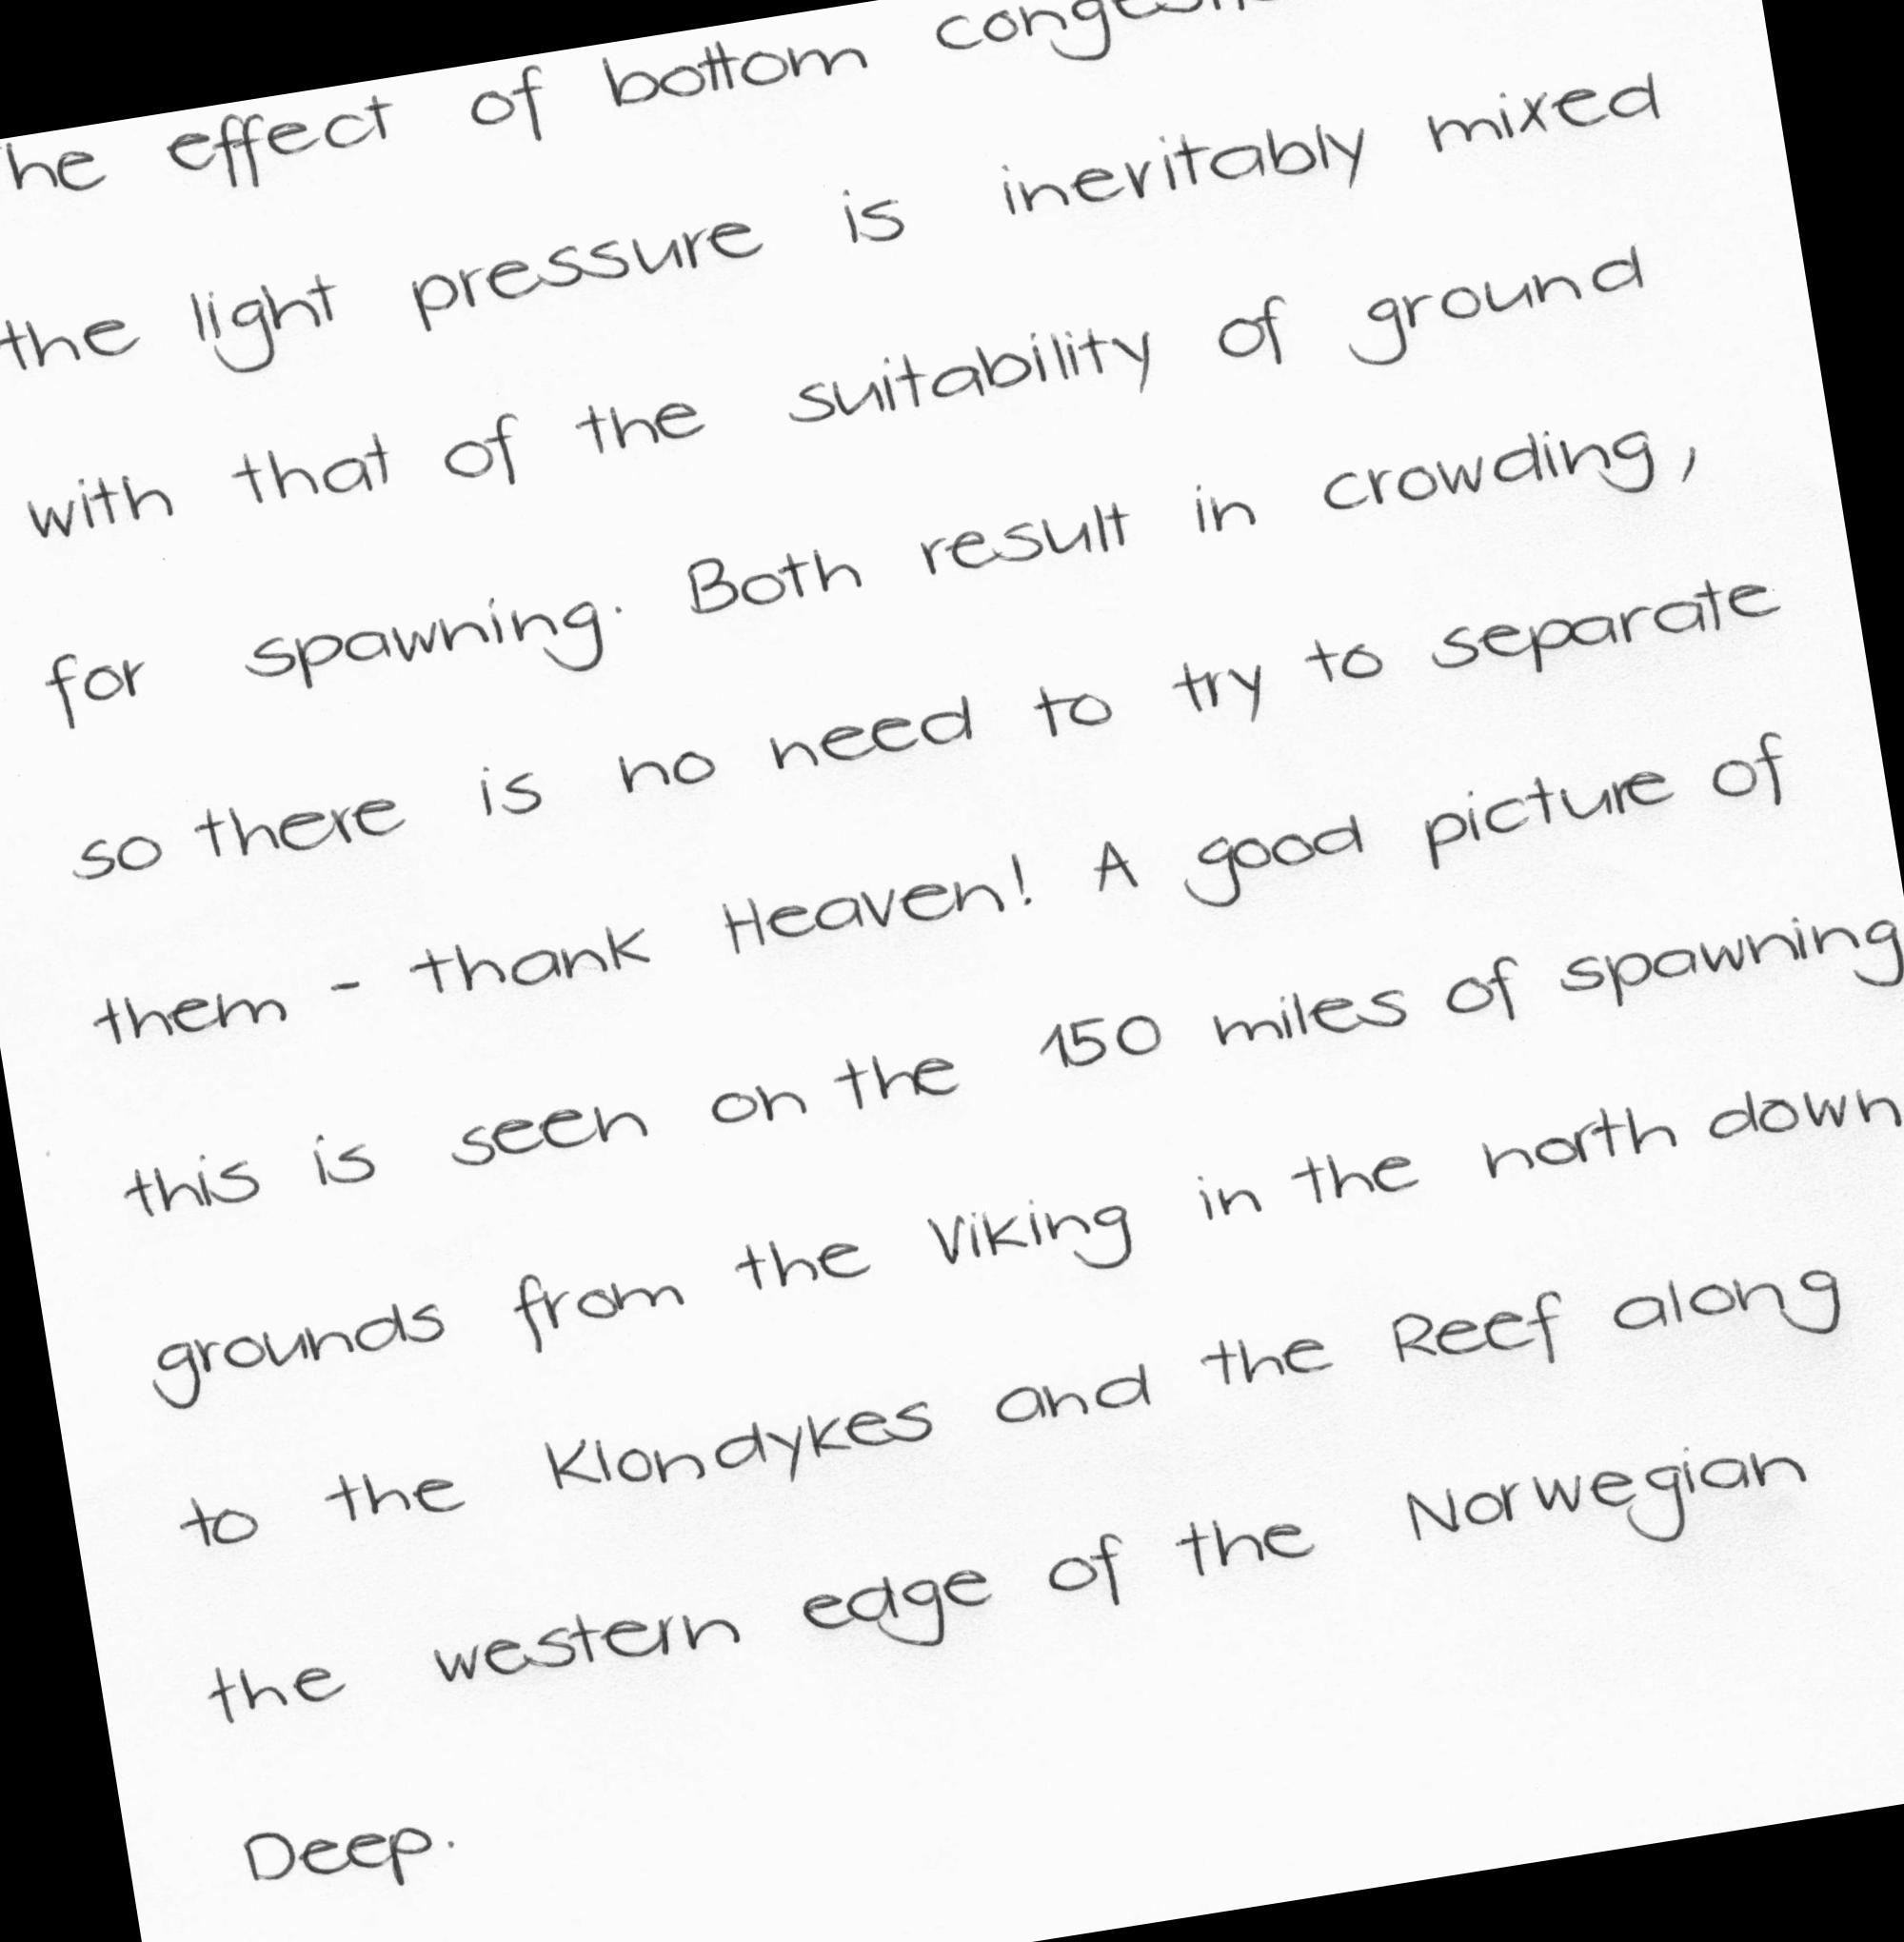 he effect of bottom
the light pressure is ineritably mixed
with that of the suitability of ground
for spawning. Both result in crowding,
so there is no need to try to separate
them - thank Heaven! A good picture of
this is seen on the 150 miles of spawning
grounds from the Viking in the north down
to the Klondykes and the Reef along
the western edge of the Norwegian
Deep.